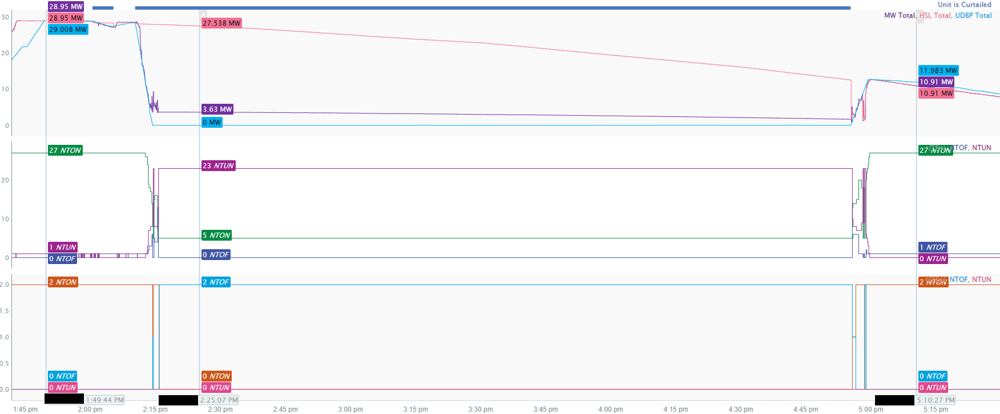 Unit is Curtailed
MW Total, HSL Total, UDBP Total
28.95 MW
28.95 MW
29.008 MW
27.538 MW
3.63 MW
0 MW
11.983 MW
10.91 MW
10.91 MW
30
20
10
0
NTOF, NTUN
27 NTON
1 NTUN
0 NTOF
23 NTUN
5 NTON
0 NTOF
27 NTON
1 NTOF
0 NTUN
20
10
0
NTOF, NTUN
2 NTON
0 NTOF
0 NTUN
2 NTOF
0 NTON
0 NTUN
2 NTON
0 NTOF
0 NTUN
2.0
1.5
1.0
0.5
0.0
1:49:44 PM
2:25:07 PM
5:10:27 PM
1:45 pm
2:00 pm
2:15 pm
2:30 pm
2:45 pm
3:00 pm
3:15 pm
3:30 pm
3:45 pm
4:00 pm
4:15 pm
4:30 pm
4:45 pm
5:00 pm
5:15 pm